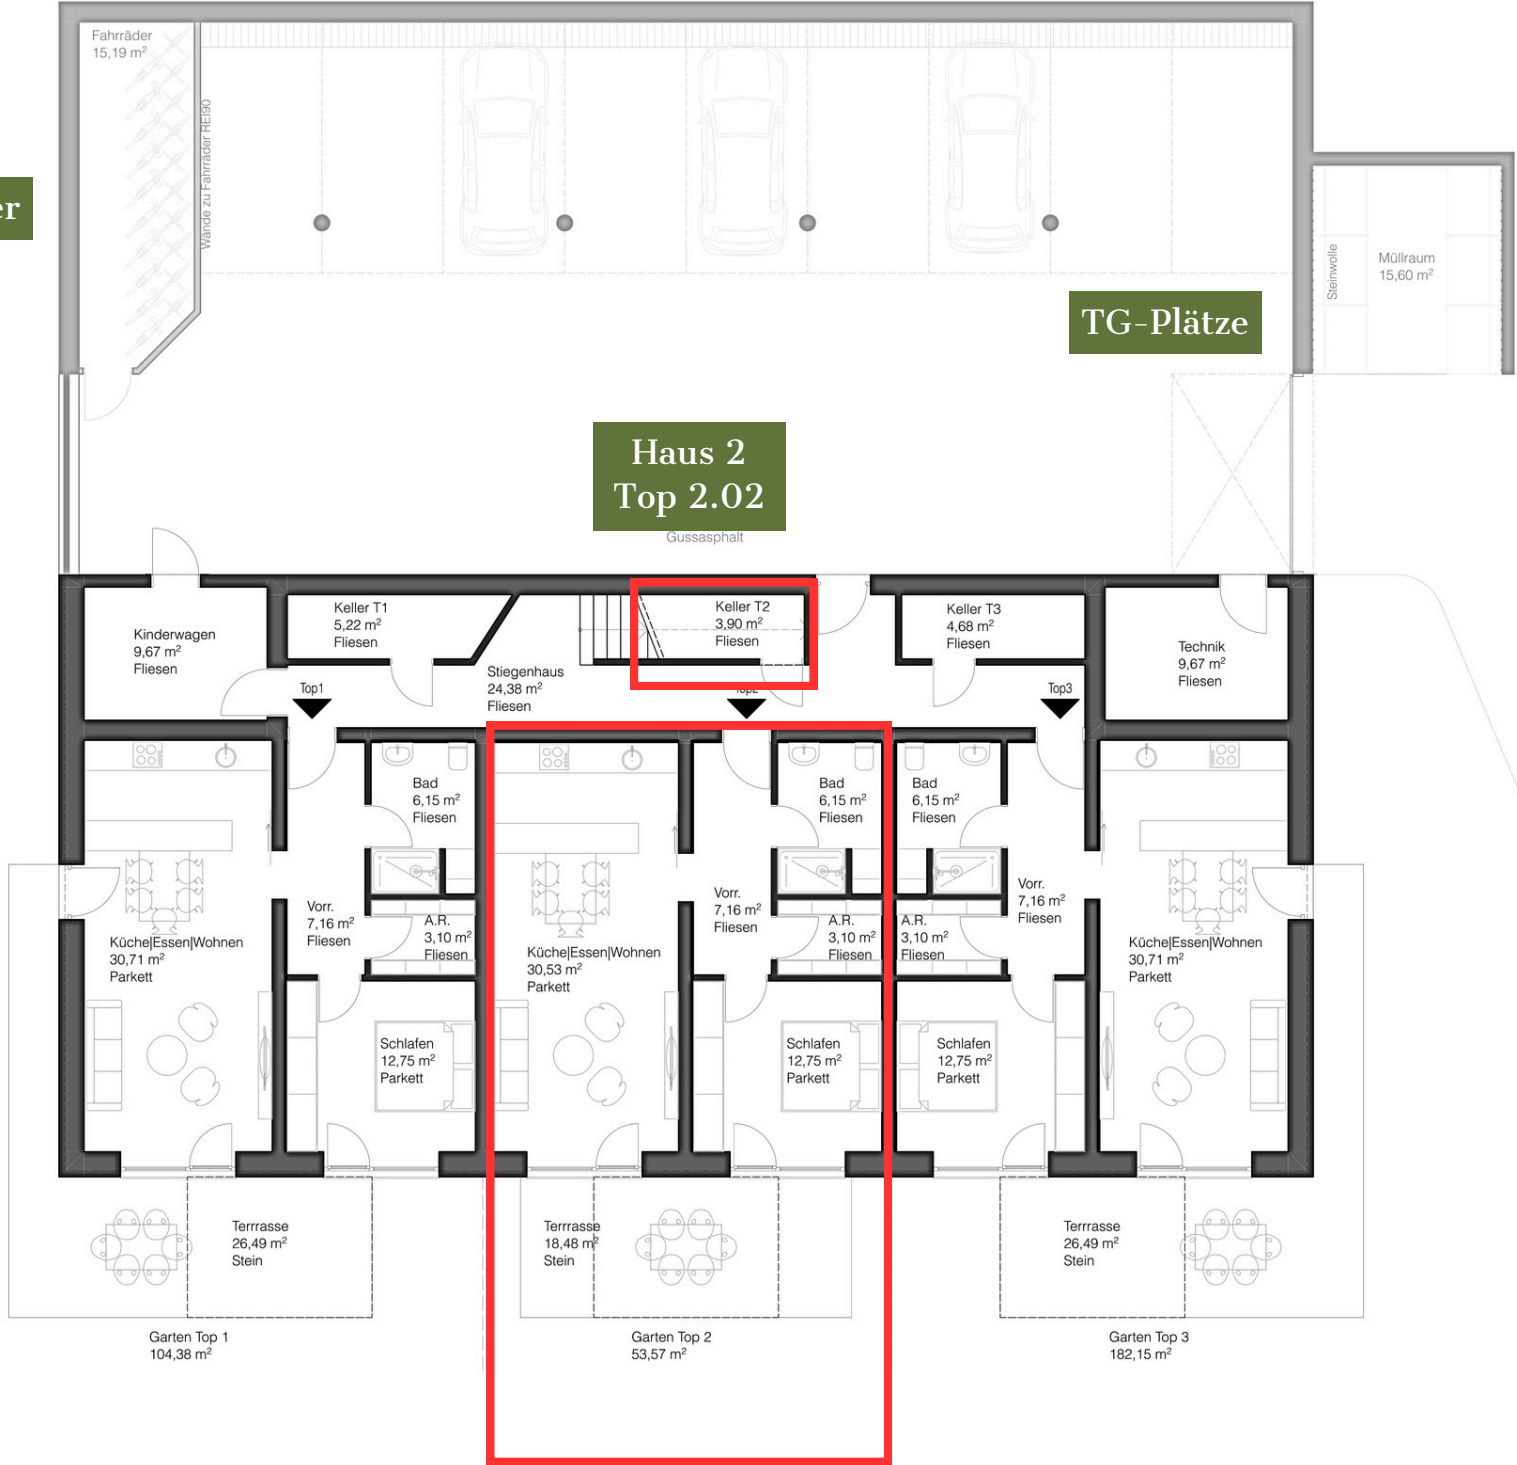 Fahrräder
15,19 m²
Wände zu Fahrräder REI90
er
Steinwolle
Müllraum
15,60 m²
TG-Plätze
Haus 2
Top 2.02
Gussasphalt
Kinderwagen
9,67 m²
Fliesen
Keller T1
5,22 m²
Fliesen
Keller T2
3,90 m²
Fliesen
Keller T3
4,68 m²
Fliesen
Technik
9,67 m²
Fliesen
Stiegenhaus
24,38 m²
Fliesen
Top1
Top2
Top3
Bad
6,15 m²
Fliesen
Bad
6,15 m²
Fliesen
Bad
6,15 m²
Fliesen
Vorr.
7,16 m²
Fliesen
Vorr.
7,16 m²
Fliesen
Vorr.
7,16 m²
Fliesen
A.R.
3,10 m²
Fliesen
A.R.
3,10 m²
Fliesen
A.R.
3,10 m²
Fliesen
Küche|Essen|Wohnen
30,71 m²
Parkett
Küche|Essen|Wohnen
30,53 m²
Parkett
Küche|Essen|Wohnen
30,71 m²
Parkett
Schlafen
12,75 m²
Parkett
Schlafen
12,75 m²
Parkett
Schlafen
12,75 m²
Parkett
Terrrasse
26,49 m²
Stein
Terrrasse
18,48 m²
Stein
Terrrasse
26,49 m²
Stein
Garten Top 1
104,38 m²
Garten Top 2
53,57 m²
Garten Top 3
182,15 m²